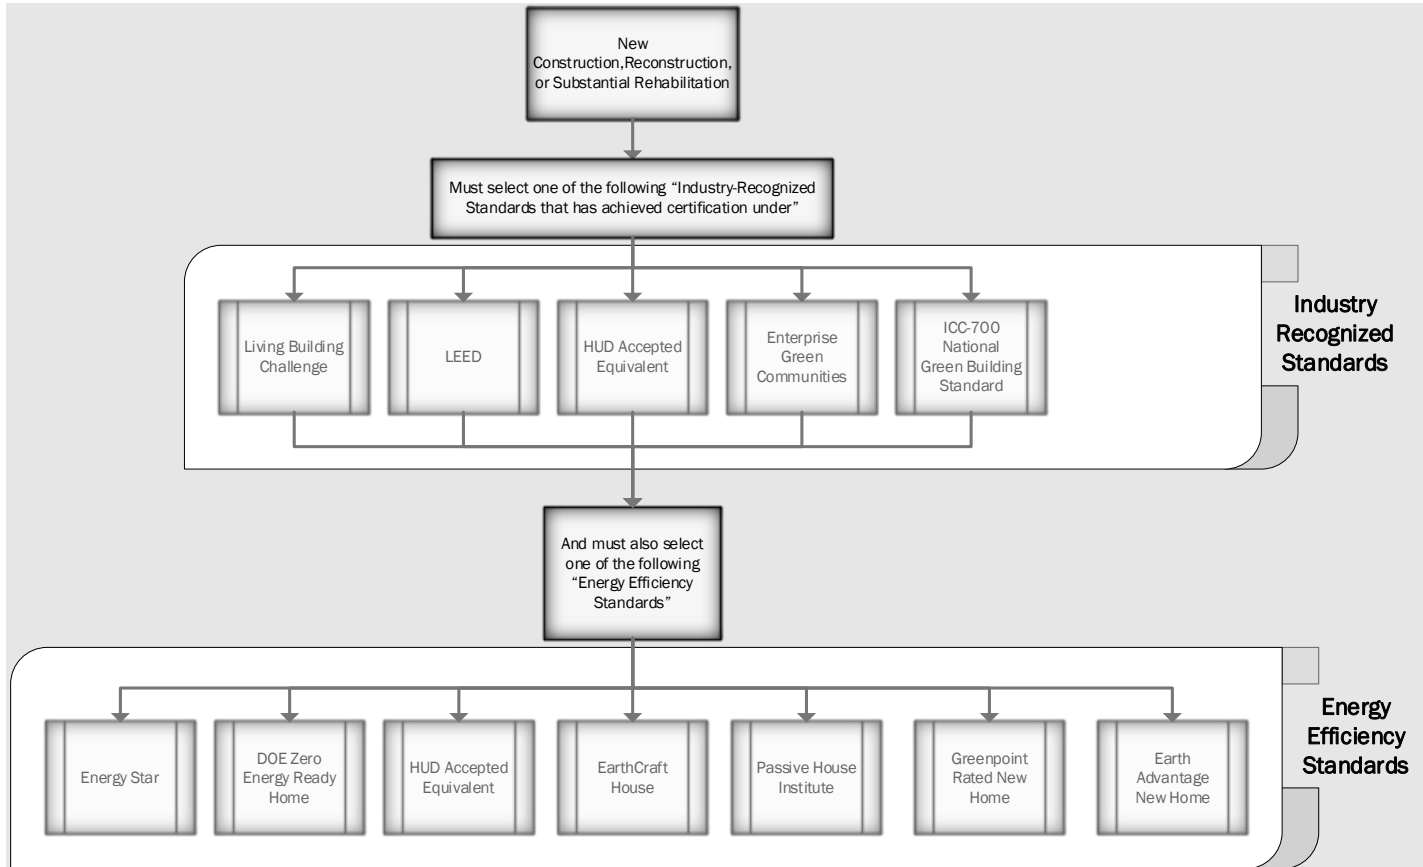 New
Construction,Reconstruction,
or Substantial Rehabilitation
Must select one of the following “Industry-Recognized
Standards that has achieved certification under”
Living Building
Challenge
LEED
HUD Accepted
Equivalent
Enterprise
Green
Communities
ICC-700
National
Green Building
Standard
Industry
Recognized
Standards
And must also select
one of the following
“Energy Efficiency
Standards”
Energy Star
DOE Zero
Energy Ready
Home
HUD Accepted
Equivalent
EarthCraft
House
Passive House
Institute
Greenpoint
Rated New
Home
Earth
Advantage
New Home
Energy
Efficiency
Standards